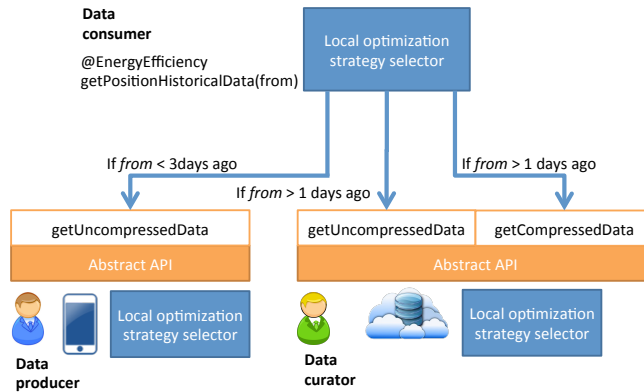 Data
consumer
@EnergyEfficiency
getPositionHistoricalData(from)
Local optimization
strategy selector
If from < 3days ago
If from > 1 days ago
If from > 1 days ago
getUncompressedData
Abstract API
getUncompressedData
getCompressedData
Abstract API
Local optimization
strategy selector
Data
producer
Local optimization
strategy selector
Data
curator